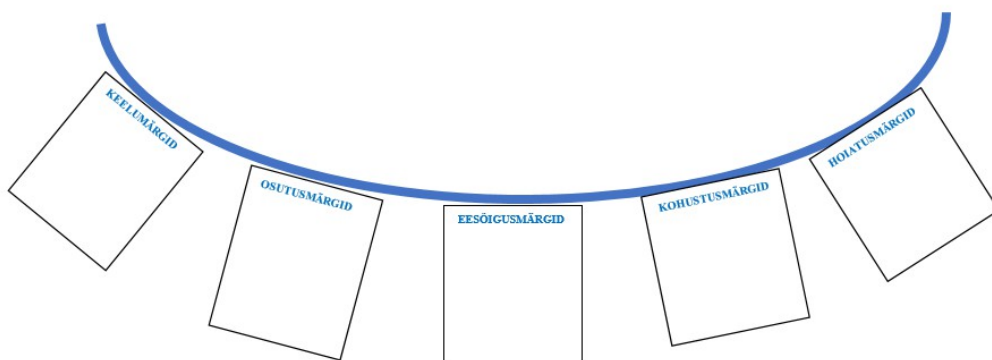 KEELUMÄRGID
OSUTUSMÄRGID
EESÕIGUSMÄRGID
KOHUSTUSMÄRGID
HOIATUSMÄRGID